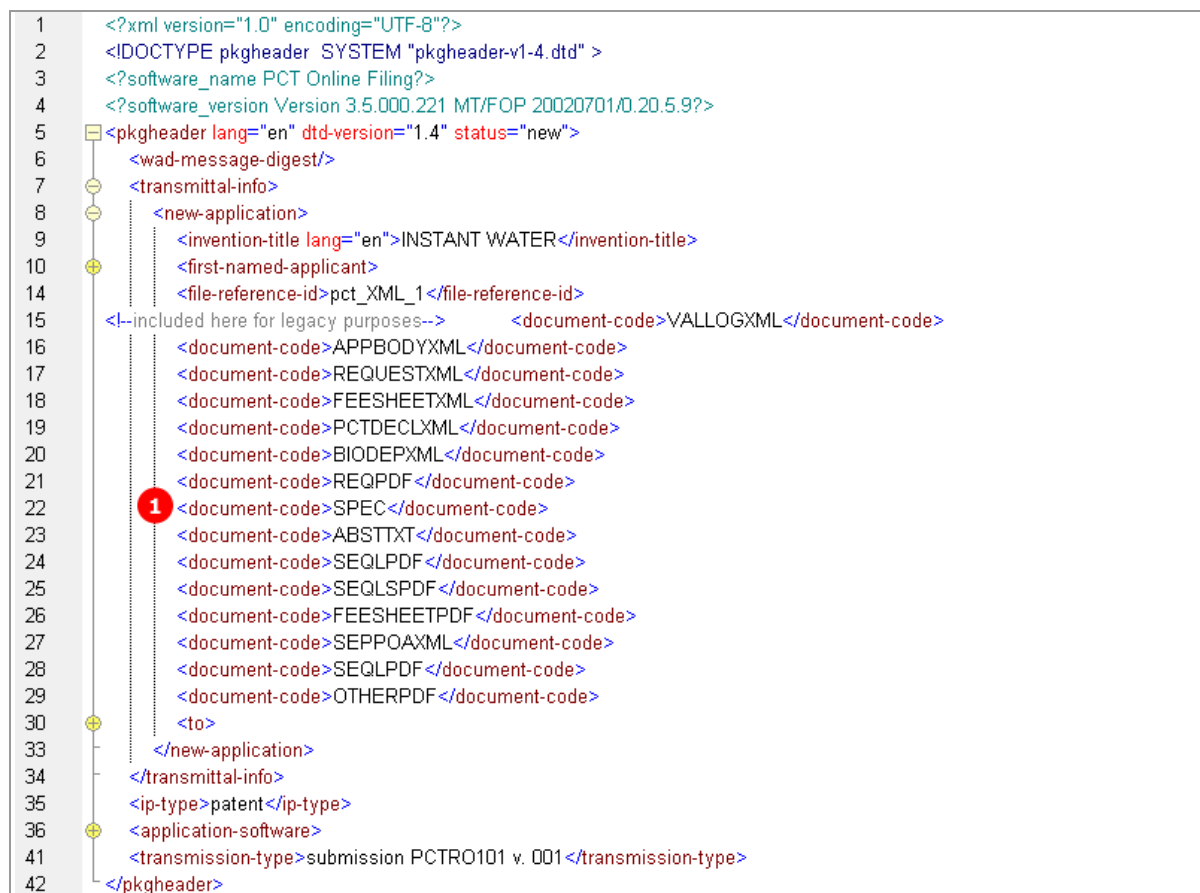 1 <?xml version="1.0" encoding="UTF-8"?>
2 <!DOCTYPE pkgheader  SYSTEM "pkgheader-v1-4.dtd" >
3 <?software_name PCT Online Filing?>
4 <?software_version Version 3.5.000.221 MT/FOP 20020701/0.20.5.9?>
5 <pkgheader lang="en" dtd-version="1.4" status="new">
6 <wad-message-digest/>
7 <transmittal-info>
8 <new-application>
9 <invention-title lang="en">INSTANT WATER</invention-title>
10 <first-named-applicant>
14 <file-reference-id>pct_XML_1</file-reference-id>
15 <!--included here for legacy purposes--> <document-code>VALLOGXML</document-code>
16 <document-code>APPBODYXML</document-code>
17 <document-code>REQUESTXML</document-code>
18 <document-code>FEESHEETXML</document-code>
19 <document-code>PCTDECLXML</document-code>
20 <document-code>BIODEPXML</document-code>
21 <document-code>REQPDF</document-code>
22 1 <document-code>SPEC</document-code>
23 <document-code>ABSTTXT</document-code>
24 <document-code>SEQLPDF</document-code>
25 <document-code>SEQLSPDF</document-code>
26 <document-code>FEESHEETPDF</document-code>
27 <document-code>SEPPOAXML</document-code>
28 <document-code>SEQLPDF</document-code>
29 <document-code>OTHERPDF</document-code>
30 <to>
33 </new-application>
34 </transmittal-info>
35 <ip-type>patent</ip-type>
36 <application-software>
41 <transmission-type>submission PCTRO101 v. 001</transmission-type>
42 </pkgheader>